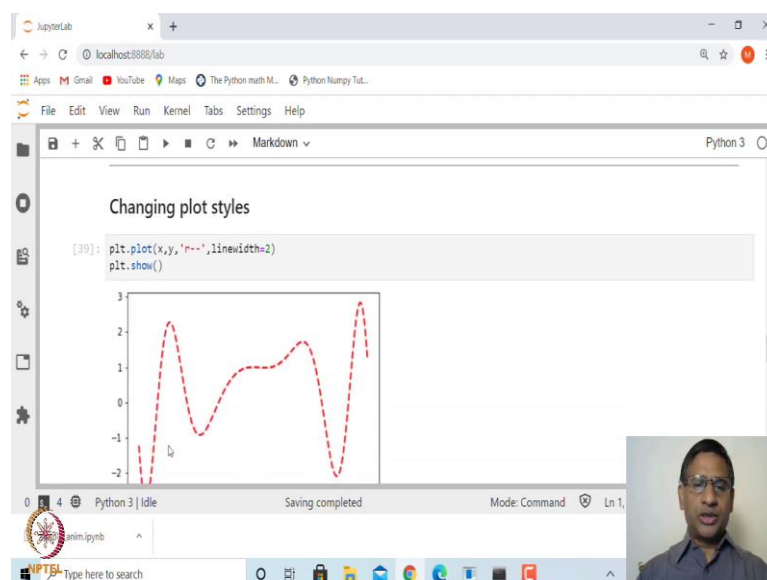 JupyterLab
localhost:8888/lab
M
Apps Gmail YouTube Maps The Python math M... Python Numpy Tut...
File Edit View Run Kernel Tabs Settings Help
Markdown Python 3
Changing plot styles
[39]: plt.plot(x,y,'r--',linewidth=2)
plt.show()
3
2
1
0
−1
−2
0 4 Python 3 | Idle Saving completed Mode: Command Ln 1,
anim.ipynb
NPTEL Type here to search